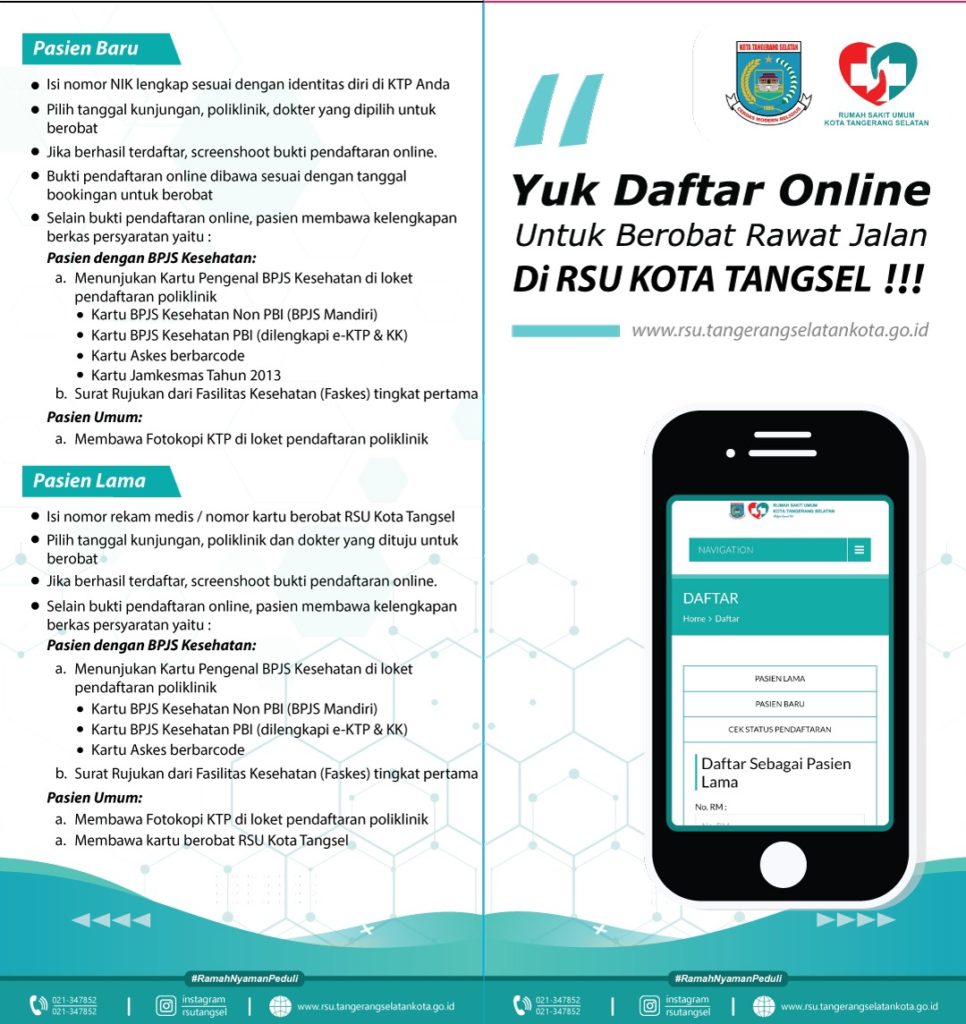 Pasien Baru
• Isi nomor NIK lengkap sesuai dengan identitas diri di KTP Anda
• Pilih tanggal kunjungan, poliklinik, dokter yang dipilih untuk
berobat
• Jika berhasil terdaftar, screenshoot bukti pendaftaran online.
• Bukti pendaftaran online dibawa sesuai dengan tanggal
bookingan untuk berobat
• Selain bukti pendaftaran online, pasien membawa kelengkapan
berkas persyaratan yaitu :
Pasien dengan BPJS Kesehatan:
a. Menunjukan Kartu Pengenal BPJS Kesehatan di loket
pendaftaran poliklinik
• Kartu BPJS Kesehatan Non PBI (BPJS Mandiri)
• Kartu BPJS Kesehatan PBI (dilengkapi e-KTP & KK)
• Kartu Askes berbarcode
• Kartu Jamkesmas Tahun 2013
b. Surat Rujukan dari Fasilitas Kesehatan (Faskes) tingkat pertama
Pasien Umum:
a. Membawa Fotokopi KTP di loket pendaftaran poliklinik
Pasien Lama
• Isi nomor rekam medis / nomor kartu berobat RSU Kota Tangsel
• Pilih tanggal kunjungan, poliklinik dan dokter yang dituju untuk
berobat
• Jika berhasil terdaftar, screenshoot bukti pendaftaran online.
• Selain bukti pendaftaran online, pasien membawa kelengkapan
berkas persyaratan yaitu :
Pasien dengan BPJS Kesehatan:
a. Menunjukan Kartu Pengenal BPJS Kesehatan di loket
pendaftaran poliklinik
• Kartu BPJS Kesehatan Non PBI (BPJS Mandiri)
• Kartu BPJS Kesehatan PBI (dilengkapi e-KTP & KK)
• Kartu Askes berbarcode
b. Surat Rujukan dari Fasilitas Kesehatan (Faskes) tingkat pertama
Pasien Umum:
a. Membawa Fotokopi KTP di loket pendaftaran poliklinik
a. Membawa kartu berobat RSU Kota Tangsel
#RamahNyamanPeduli
021-347852
021-347852
instagram
rsutangsel
www.rsu.tangerangselatankota.go.id
KOTA TANGERANG SELATAN
CERDAS MODERN RELIGIUS
RUMAH SAKIT UMUM
KOTA TANGERANG SELATAN
Yuk Daftar Online
Untuk Berobat Rawat Jalan
Di RSU KOTA TANGSEL !!!
www.rsu.tangerangselatankota.go.id
RUMAH SAKIT UMUM
KOTA TANGERANG SELATAN
NAVIGATION
DAFTAR
Home > Daftar
PASIEN LAMA
PASIEN BARU
CEK STATUS PENDAFTARAN
Daftar Sebagai Pasien
Lama
No. RM :
#RamahNyamanPeduli
021-347852
021-347852
instagram
rsutangsel
www.rsu.tangerangselatankota.go.id